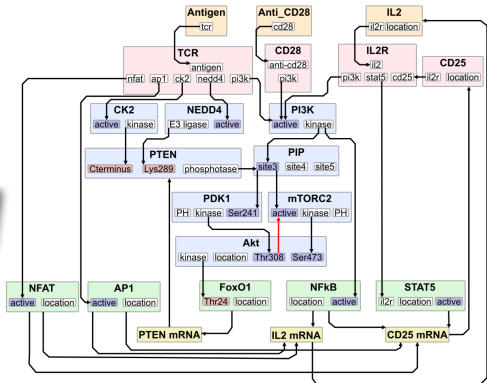 Antigen
tcr
Anti_CD28
cd28
IL2
il2r location
TCR
antigen
nfat ap1 ck2 nedd4 pi3k
CD28
anti-cd28
pi3k
IL2R
il2
pi3k stat5 cd25
CD25
il2r location
CK2
active kinase
NEDD4
E3 ligase active
PI3K
active kinase
PTEN
Cterminus Lys289 phosphotase
PIP
site3 site4 site5
PDK1
PH kinase Ser241
mTORC2
active kinase PH
Akt
kinase location Thr308 Ser473
NFAT
active location
AP1
active location
FoxO1
Thr24 location
NFkB
location active
STAT5
il2r location active
PTEN mRNA
IL2 mRNA
CD25 mRNA